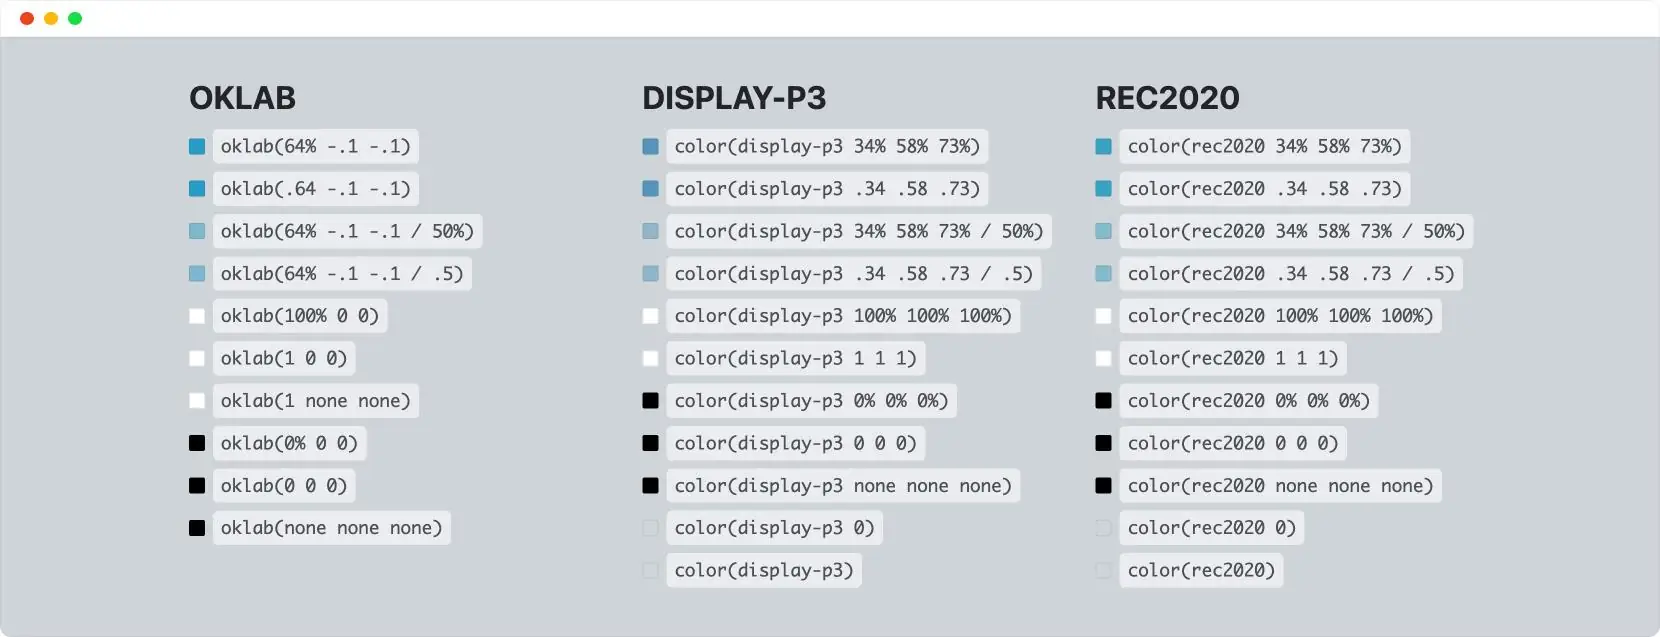 OKLAB
oklab(64% -.1 -.1)
oklab(.64 -.1 -.1)
oklab(64% -.1 -.1 / 50%)
oklab(64% -.1 -.1 / .5)
oklab(100% 0 0)
oklab(1 0 0)
oklab(1 none none)
oklab(0% 0 0)
oklab(0 0 0)
oklab(none none none)
DISPLAY-P3
color(display-p3 34% 58% 73%)
color(display-p3 .34 .58 .73)
color(display-p3 34% 58% 73% / 50%)
color(display-p3 .34 .58 .73 / .5)
color(display-p3 100% 100% 100%)
color(display-p3 1 1 1)
color(display-p3 0% 0% 0%)
color(display-p3 0 0 0)
color(display-p3 none none none)
color(display-p3 0)
color(display-p3)
REC2020
color(rec2020 34% 58% 73%)
color(rec2020 .34 .58 .73)
color(rec2020 34% 58% 73% / 50%)
color(rec2020 .34 .58 .73 / .5)
color(rec2020 100% 100% 100%)
color(rec2020 1 1 1)
color(rec2020 0% 0% 0%)
color(rec2020 0 0 0)
color(rec2020 none none none)
color(rec2020 0)
color(rec2020)